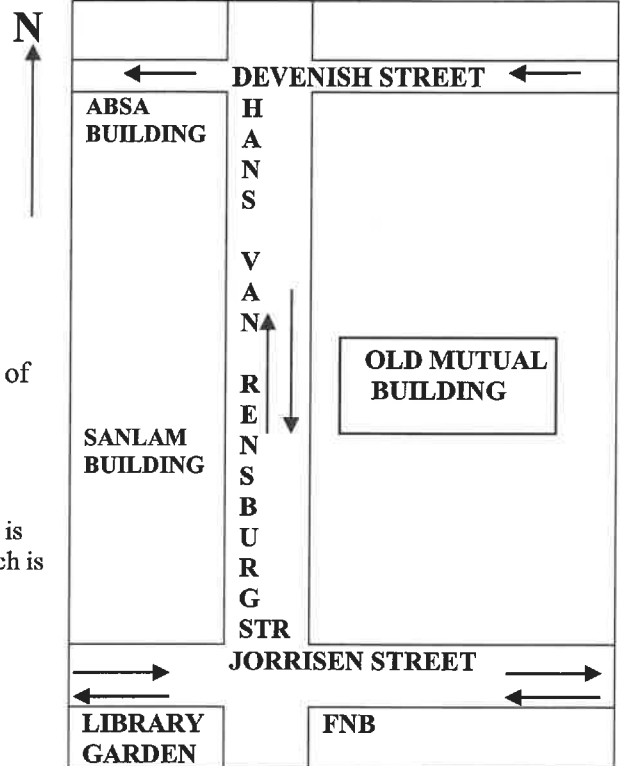 N
DEVENISH STREET
ABSA
BUILDING
HANS VAN RENSBURG STR
of
OLD MUTUAL
BUILDING
SANLAM
BUILDING
is
ch is
JORRISEN STREET
LIBRARY
GARDEN
FNB